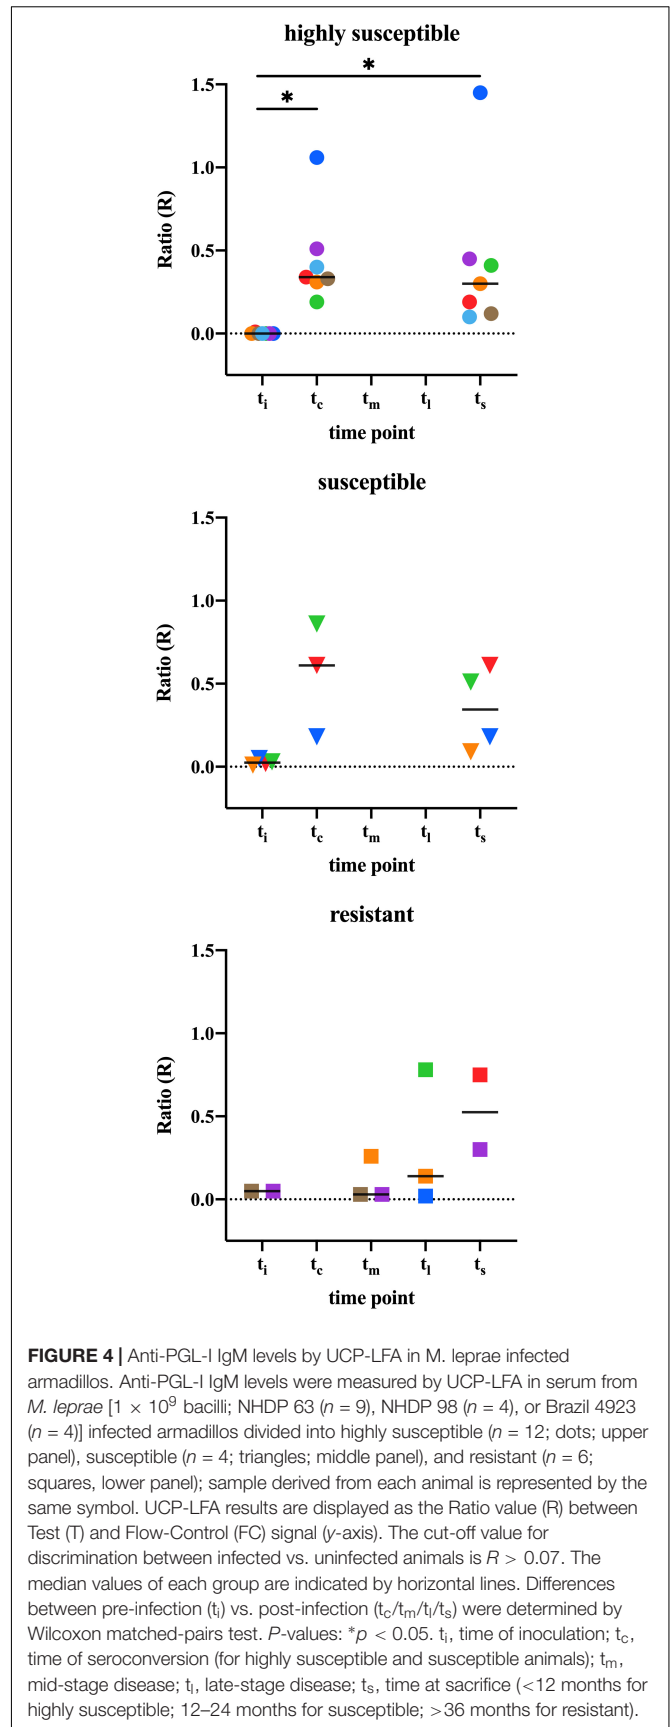 highly susceptible
*
*
1.5
1.0
0.5
0.0
Ratio (R)
ti tc tm tl ts
time point
susceptible
1.5
1.0
0.5
0.0
Ratio (R)
ti tc tm tl ts
time point
resistant
1.5
1.0
0.5
0.0
Ratio (R)
ti tc tm tl ts
time point
FIGURE 4 | Anti-PGL-I IgM levels by UCP-LFA in M. leprae infected
armadillos. Anti-PGL-I IgM levels were measured by UCP-LFA in serum from
M. leprae [1 × 10⁹ bacilli; NHDP 63 (n = 9), NHDP 98 (n = 4), or Brazil 4923
(n = 4)] infected armadillos divided into highly susceptible (n = 12; dots; upper
panel), susceptible (n = 4; triangles; middle panel), and resistant (n = 6;
squares, lower panel); sample derived from each animal is represented by the
same symbol. UCP-LFA results are displayed as the Ratio value (R) between
Test (T) and Flow-Control (FC) signal (y-axis). The cut-off value for
discrimination between infected vs. uninfected animals is R > 0.07. The
median values of each group are indicated by horizontal lines. Differences
between pre-infection (ti) vs. post-infection (tc/tm/tl/ts) were determined by
Wilcoxon matched-pairs test. P-values: *p < 0.05. ti, time of inoculation; tc,
time of seroconversion (for highly susceptible and susceptible animals); tm,
mid-stage disease; tl, late-stage disease; ts, time at sacrifice (<12 months for
highly susceptible; 12–24 months for susceptible; >36 months for resistant).